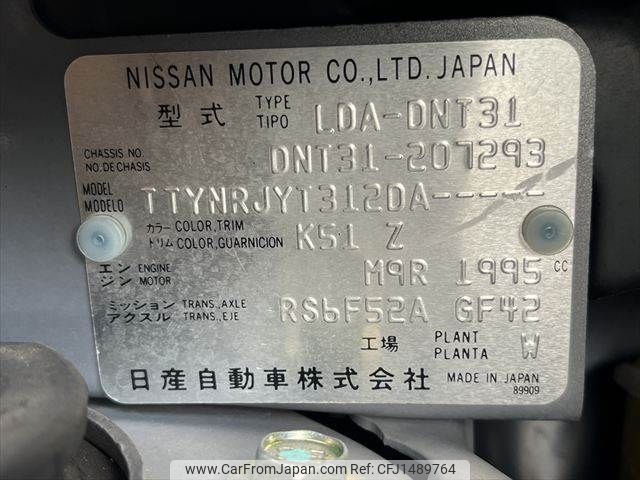 NISSAN MOTOR CO.,LTD. JAPAN
型式 TYPE TIPO LDA-DNT31
CHASSIS NO NO.DECHASIS DNT31-207293
MODEL MODELO TTYNRJYT312DA-----
カラー COLOR,TRIM トリム COLOR,GUARNICION K51 Z
エンジン ENGINE MOTOR M9R 1995 CC
ミッション TRANS.,AXLE アクスル TRANS.,EJE RS6F52A GF42
工場 PLANT PLANTA W
日産自動車株式会社 MADE IN JAPAN
89909
www.CarFromJapan.com | © CarFromJapan | Stock ID: CFJ1489764